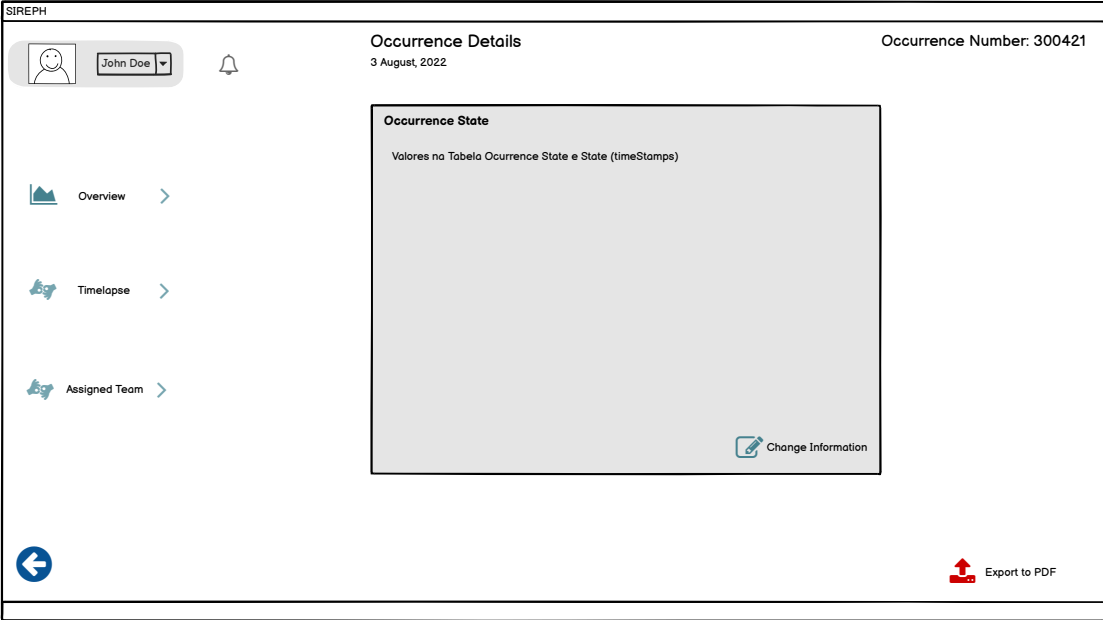 SIREPH
John Doe
Occurrence Details
3 August, 2022
Occurrence Number: 300421
Occurrence State
Valores na Tabela Ocurrence State e State (timeStamps)
Overview
Timelapse
Assigned Team
Change Information
Export to PDF